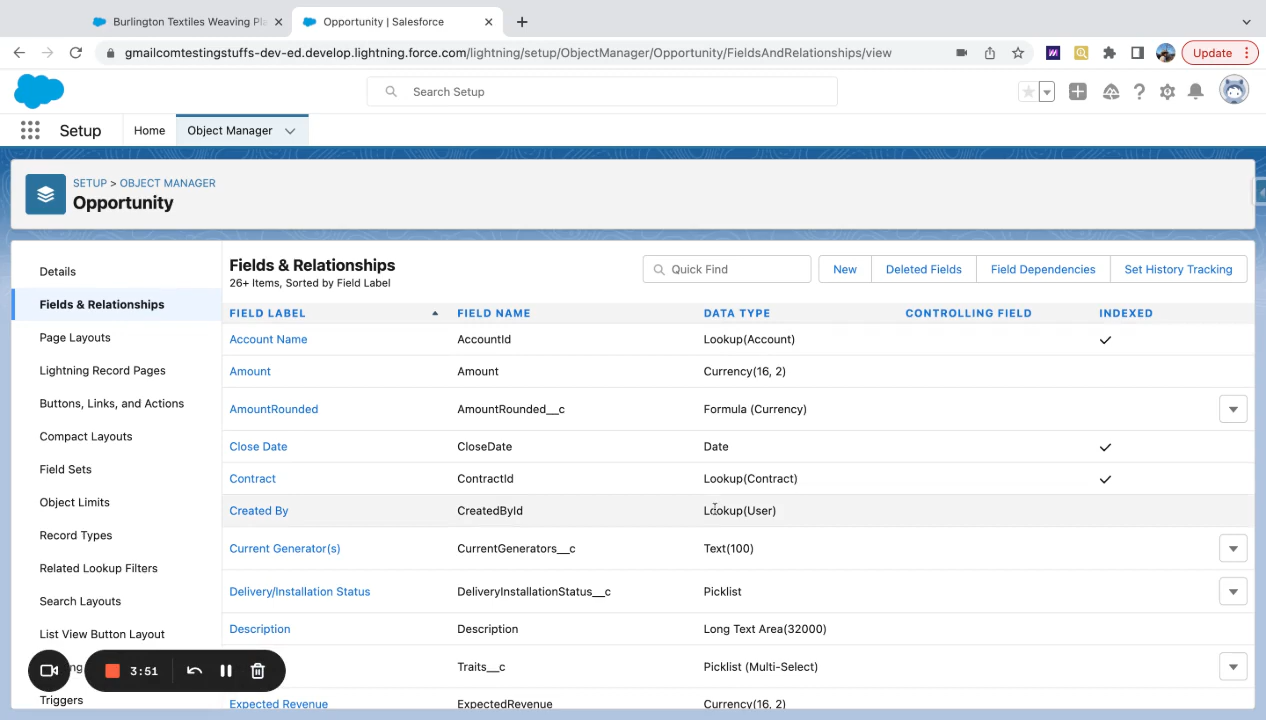 Burlington Textiles Weaving Pla
Opportunity | Salesforce
gmailcomtestingstuffs-dev-ed.develop.lightning.force.com/lightning/setup/ObjectManager/Opportunity/FieldsAndRelationships/view
Update
Search Setup
Setup
Home
Object Manager
SETUP > OBJECT MANAGER
Opportunity
Details
Fields & Relationships
Page Layouts
Lightning Record Pages
Buttons, Links, and Actions
Compact Layouts
Field Sets
Object Limits
Record Types
Related Lookup Filters
Search Layouts
List View Button Layout
Triggers
Fields & Relationships
26+ Items, Sorted by Field Label
Quick Find
New
Deleted Fields
Field Dependencies
Set History Tracking
FIELD LABEL FIELD NAME DATA TYPE CONTROLLING FIELD INDEXED
Account Name AccountId Lookup(Account)
Amount Amount Currency(16, 2)
AmountRounded AmountRounded__c Formula (Currency)
Close Date CloseDate Date
Contract ContractId Lookup(Contract)
Created By CreatedById Lookup(User)
Current Generator(s) CurrentGenerators__c Text(100)
Delivery/Installation Status DeliveryInstallationStatus__c Picklist
Description Description Long Text Area(32000)
Traits__c Picklist (Multi-Select)
Expected Revenue ExpectedRevenue Currency(16, 2)
3:51